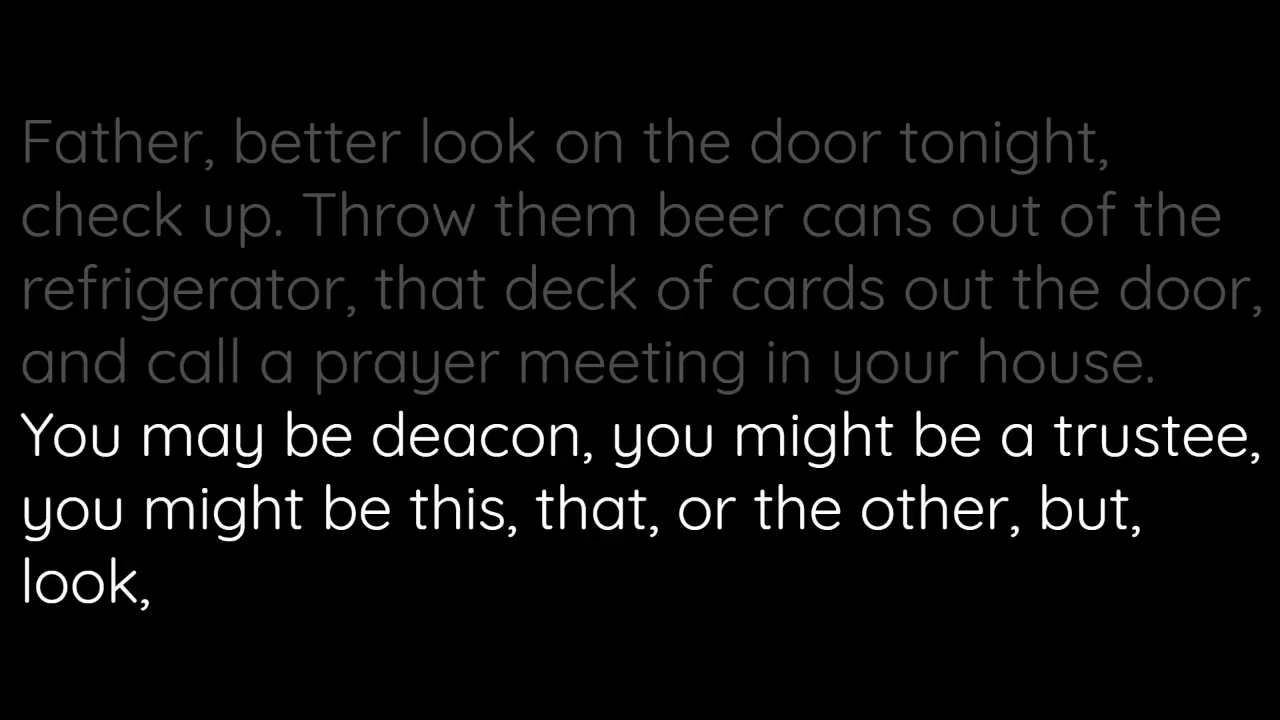 Father, better look on the door tonight,
check up. Throw them beer cans out of the
refrigerator, that deck of cards out the door,
and call a prayer meeting in your house.
You may be deacon, you might be a trustee,
you might be this, that, or the other, but,
look,